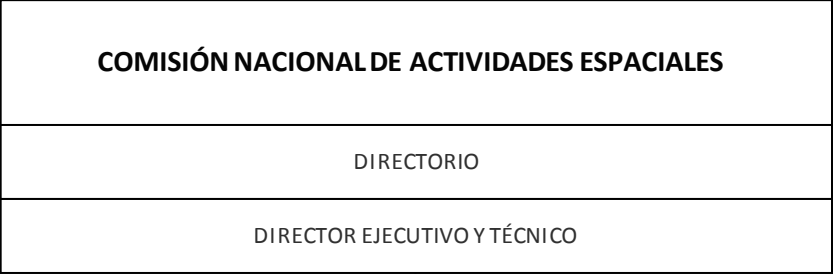 COMISIÓN NACIONAL DE ACTIVIDADES ESPACIALES
DIRECTORIO
DIRECTOR EJECUTIVO Y TÉCNICO